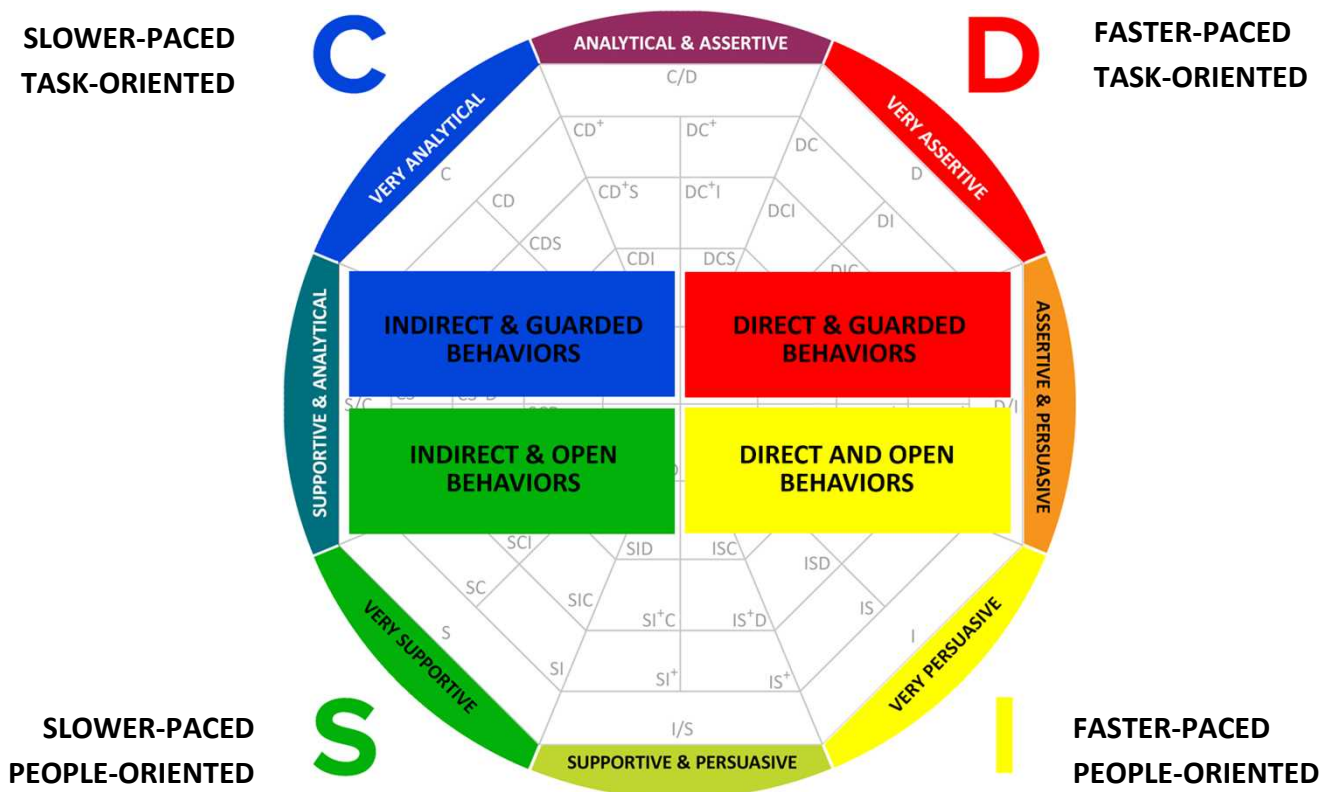 SLOWER-PACED
TASK-ORIENTED
C
ANALYTICAL & ASSERTIVE
D
FASTER-PACED
TASK-ORIENTED
C/D
VERY ANALYTICAL
VERY ASSERTIVE
CD⁺
DC⁺
DC
C
D
CD
CD⁺S
DC⁺I
DCI
DI
CDS
CDI
DCS
DIC
SUPPORTIVE & ANALYTICAL
INDIRECT & GUARDED
BEHAVIORS
DIRECT & GUARDED
BEHAVIORS
ASSERTIVE & PERSUASIVE
S/C
D/I
INDIRECT & OPEN
BEHAVIORS
DIRECT AND OPEN
BEHAVIORS
SCI
SID
ISC
ISD
SC
SIC
SI⁺C
IS⁺D
IS
S
I
SI
SI⁺
IS⁺
VERY SUPPORTIVE
VERY PERSUASIVE
I/S
SLOWER-PACED
PEOPLE-ORIENTED
S
SUPPORTIVE & PERSUASIVE
I
FASTER-PACED
PEOPLE-ORIENTED